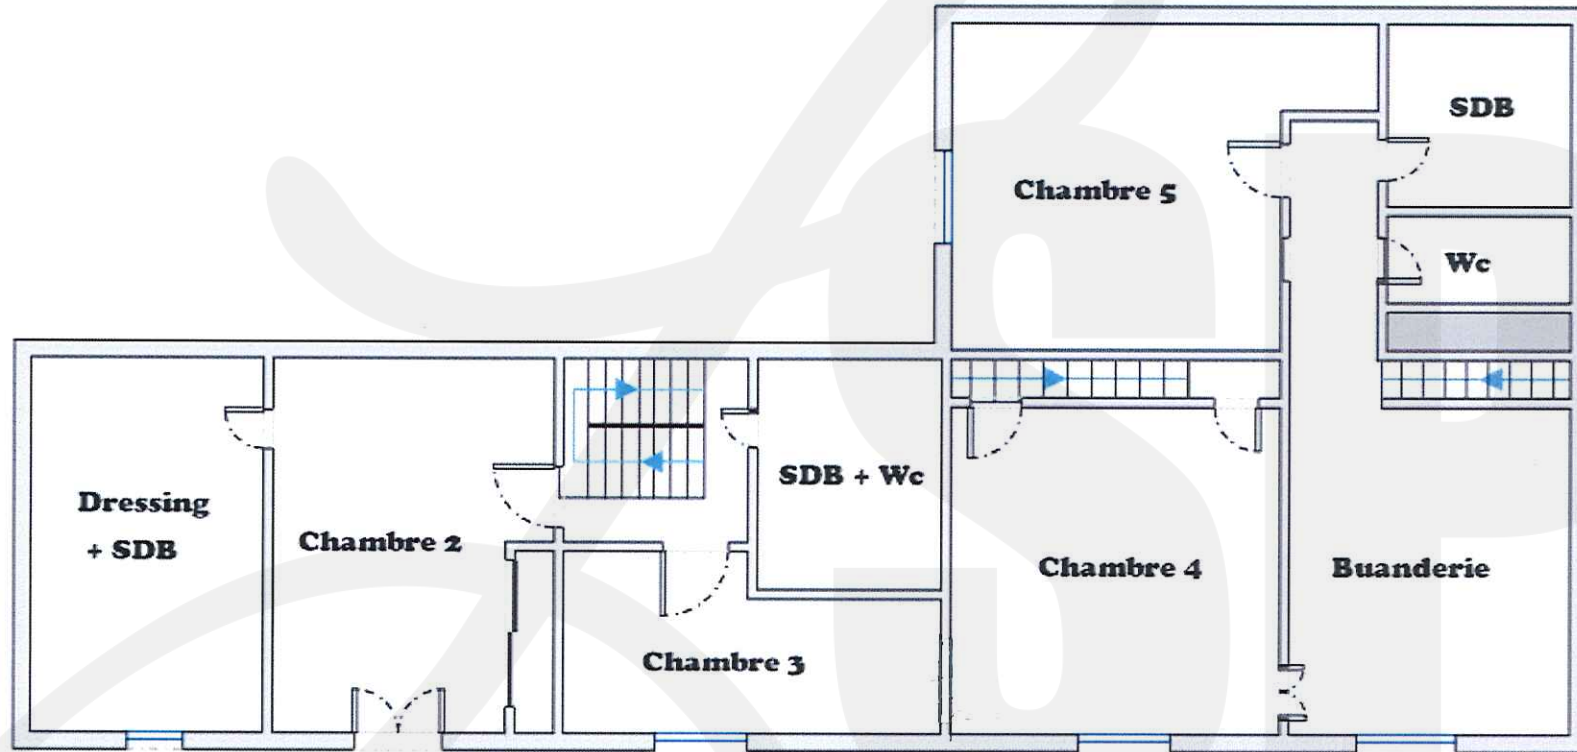 SDB
Chambre 5
Wc
SDB + Wc
Dressing
+ SDB
Chambre 2
Chambre 4
Buanderie
Chambre 3